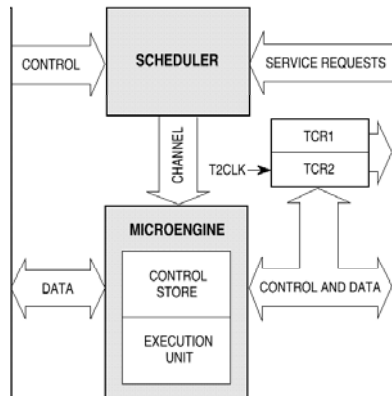 SCHEDULER
CONTROL
SERVICE REQUESTS
CHANNEL
TCR1
T2CLK
TCR2
MICROENGINE
CONTROL
STORE
DATA
CONTROL AND DATA
EXECUTION
UNIT